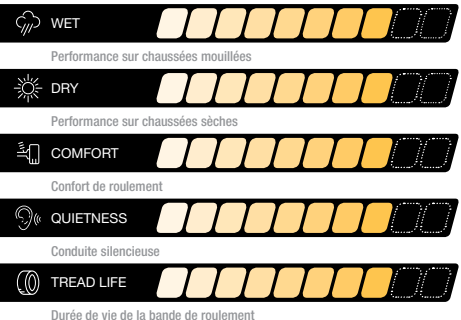 WET
Performance sur chaussées mouillées
DRY
Performance sur chaussées sèches
COMFORT
Confort de roulement
QUIETNESS
Conduite silencieuse
TREAD LIFE
Durée de vie de la bande de roulement